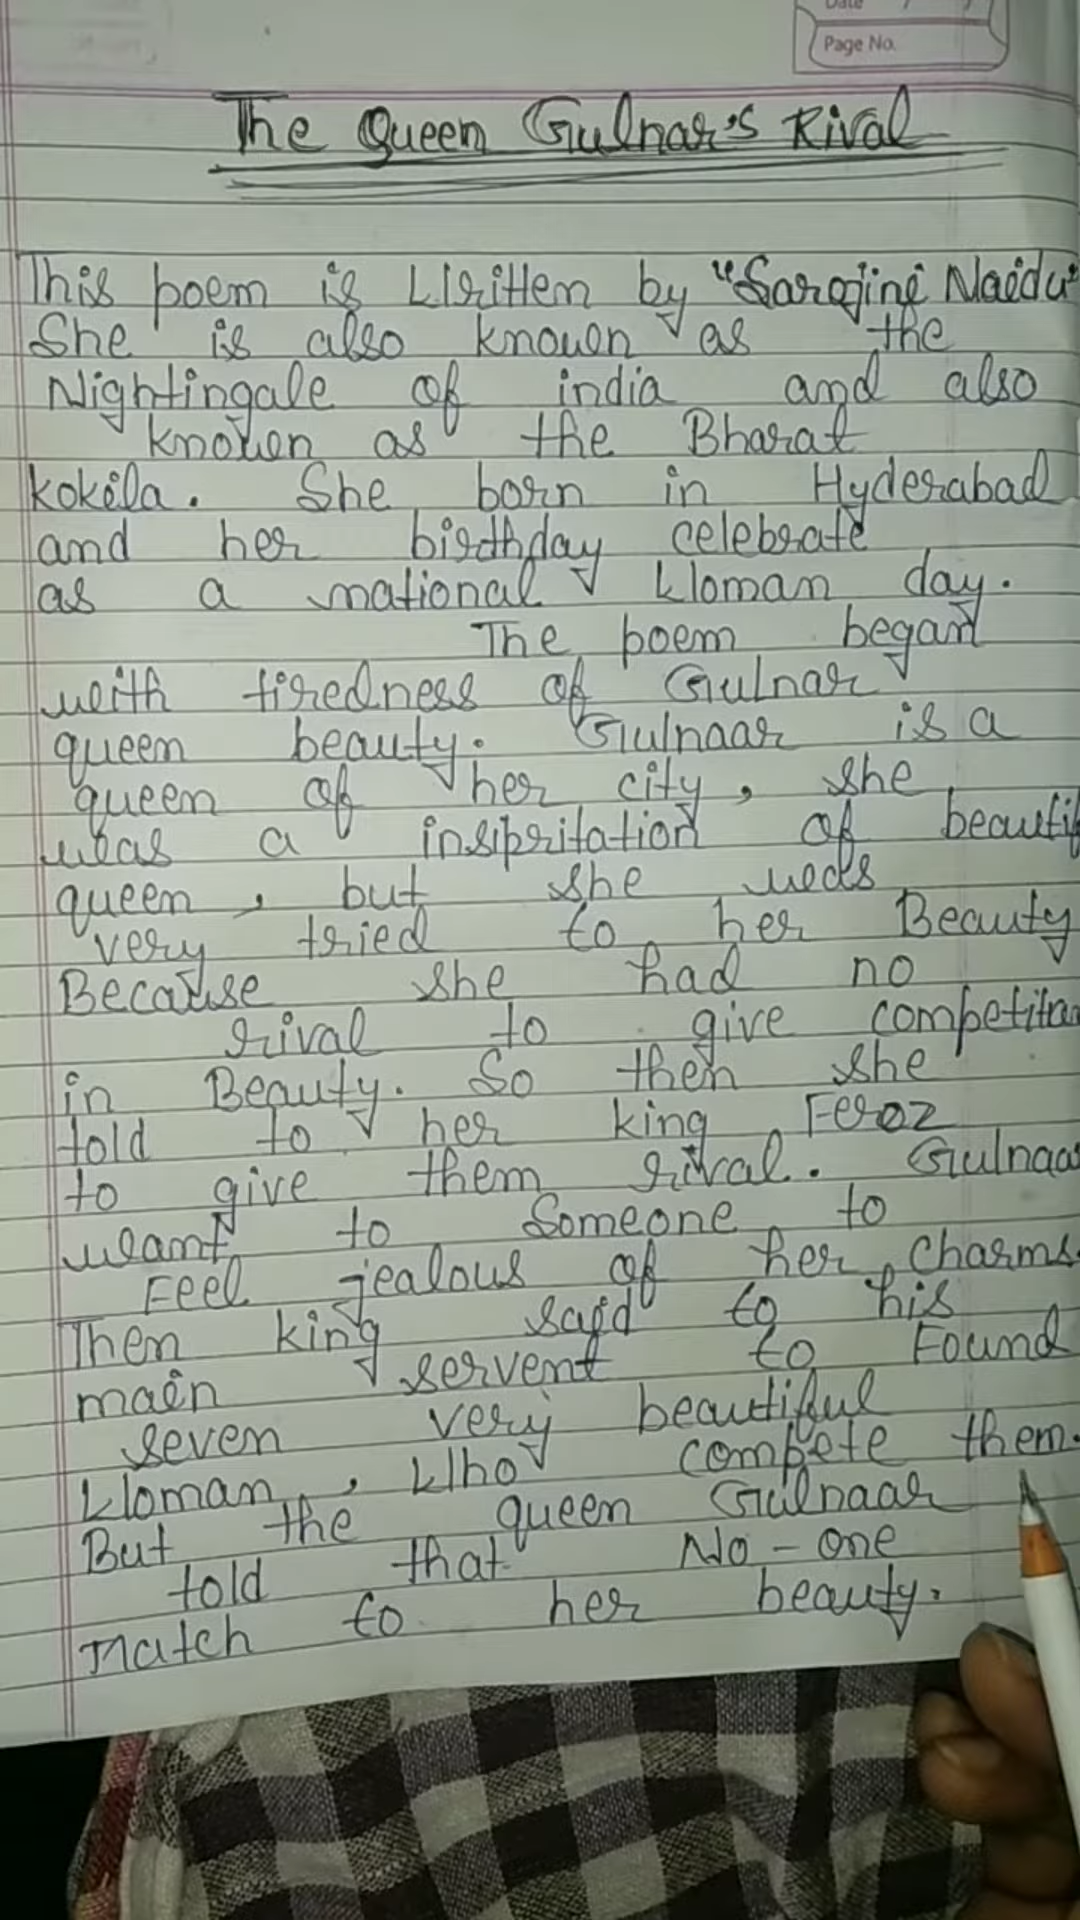 Date / /
Page No.
The Queen Gulnar's Rival
This poem is Written by "Sarojini Naidu"
She is also knowen as the
Nightingale of india and also
knowen as the Bharat
kokila. She born in Hyderabad
and her birthday celebrate
as a national Woman day.
The poem began
with tiredness of Gulnar
queen beauty. Gulnaar is a
queen of her city, she
was a insipritation of beautif
queen, but she was
very tried to her Beauty
Because she had no
rival to give
in Beauty. So then she
told to her king Feroz
to give them rival. Gulnaa
want to Someone to
Feel jealous of her charms.
Then king said to his
main servent to Found
seven very beautiful
Woman, Who compete them.
But the queen Gulnaar
told that No-one
Match to her beauty.